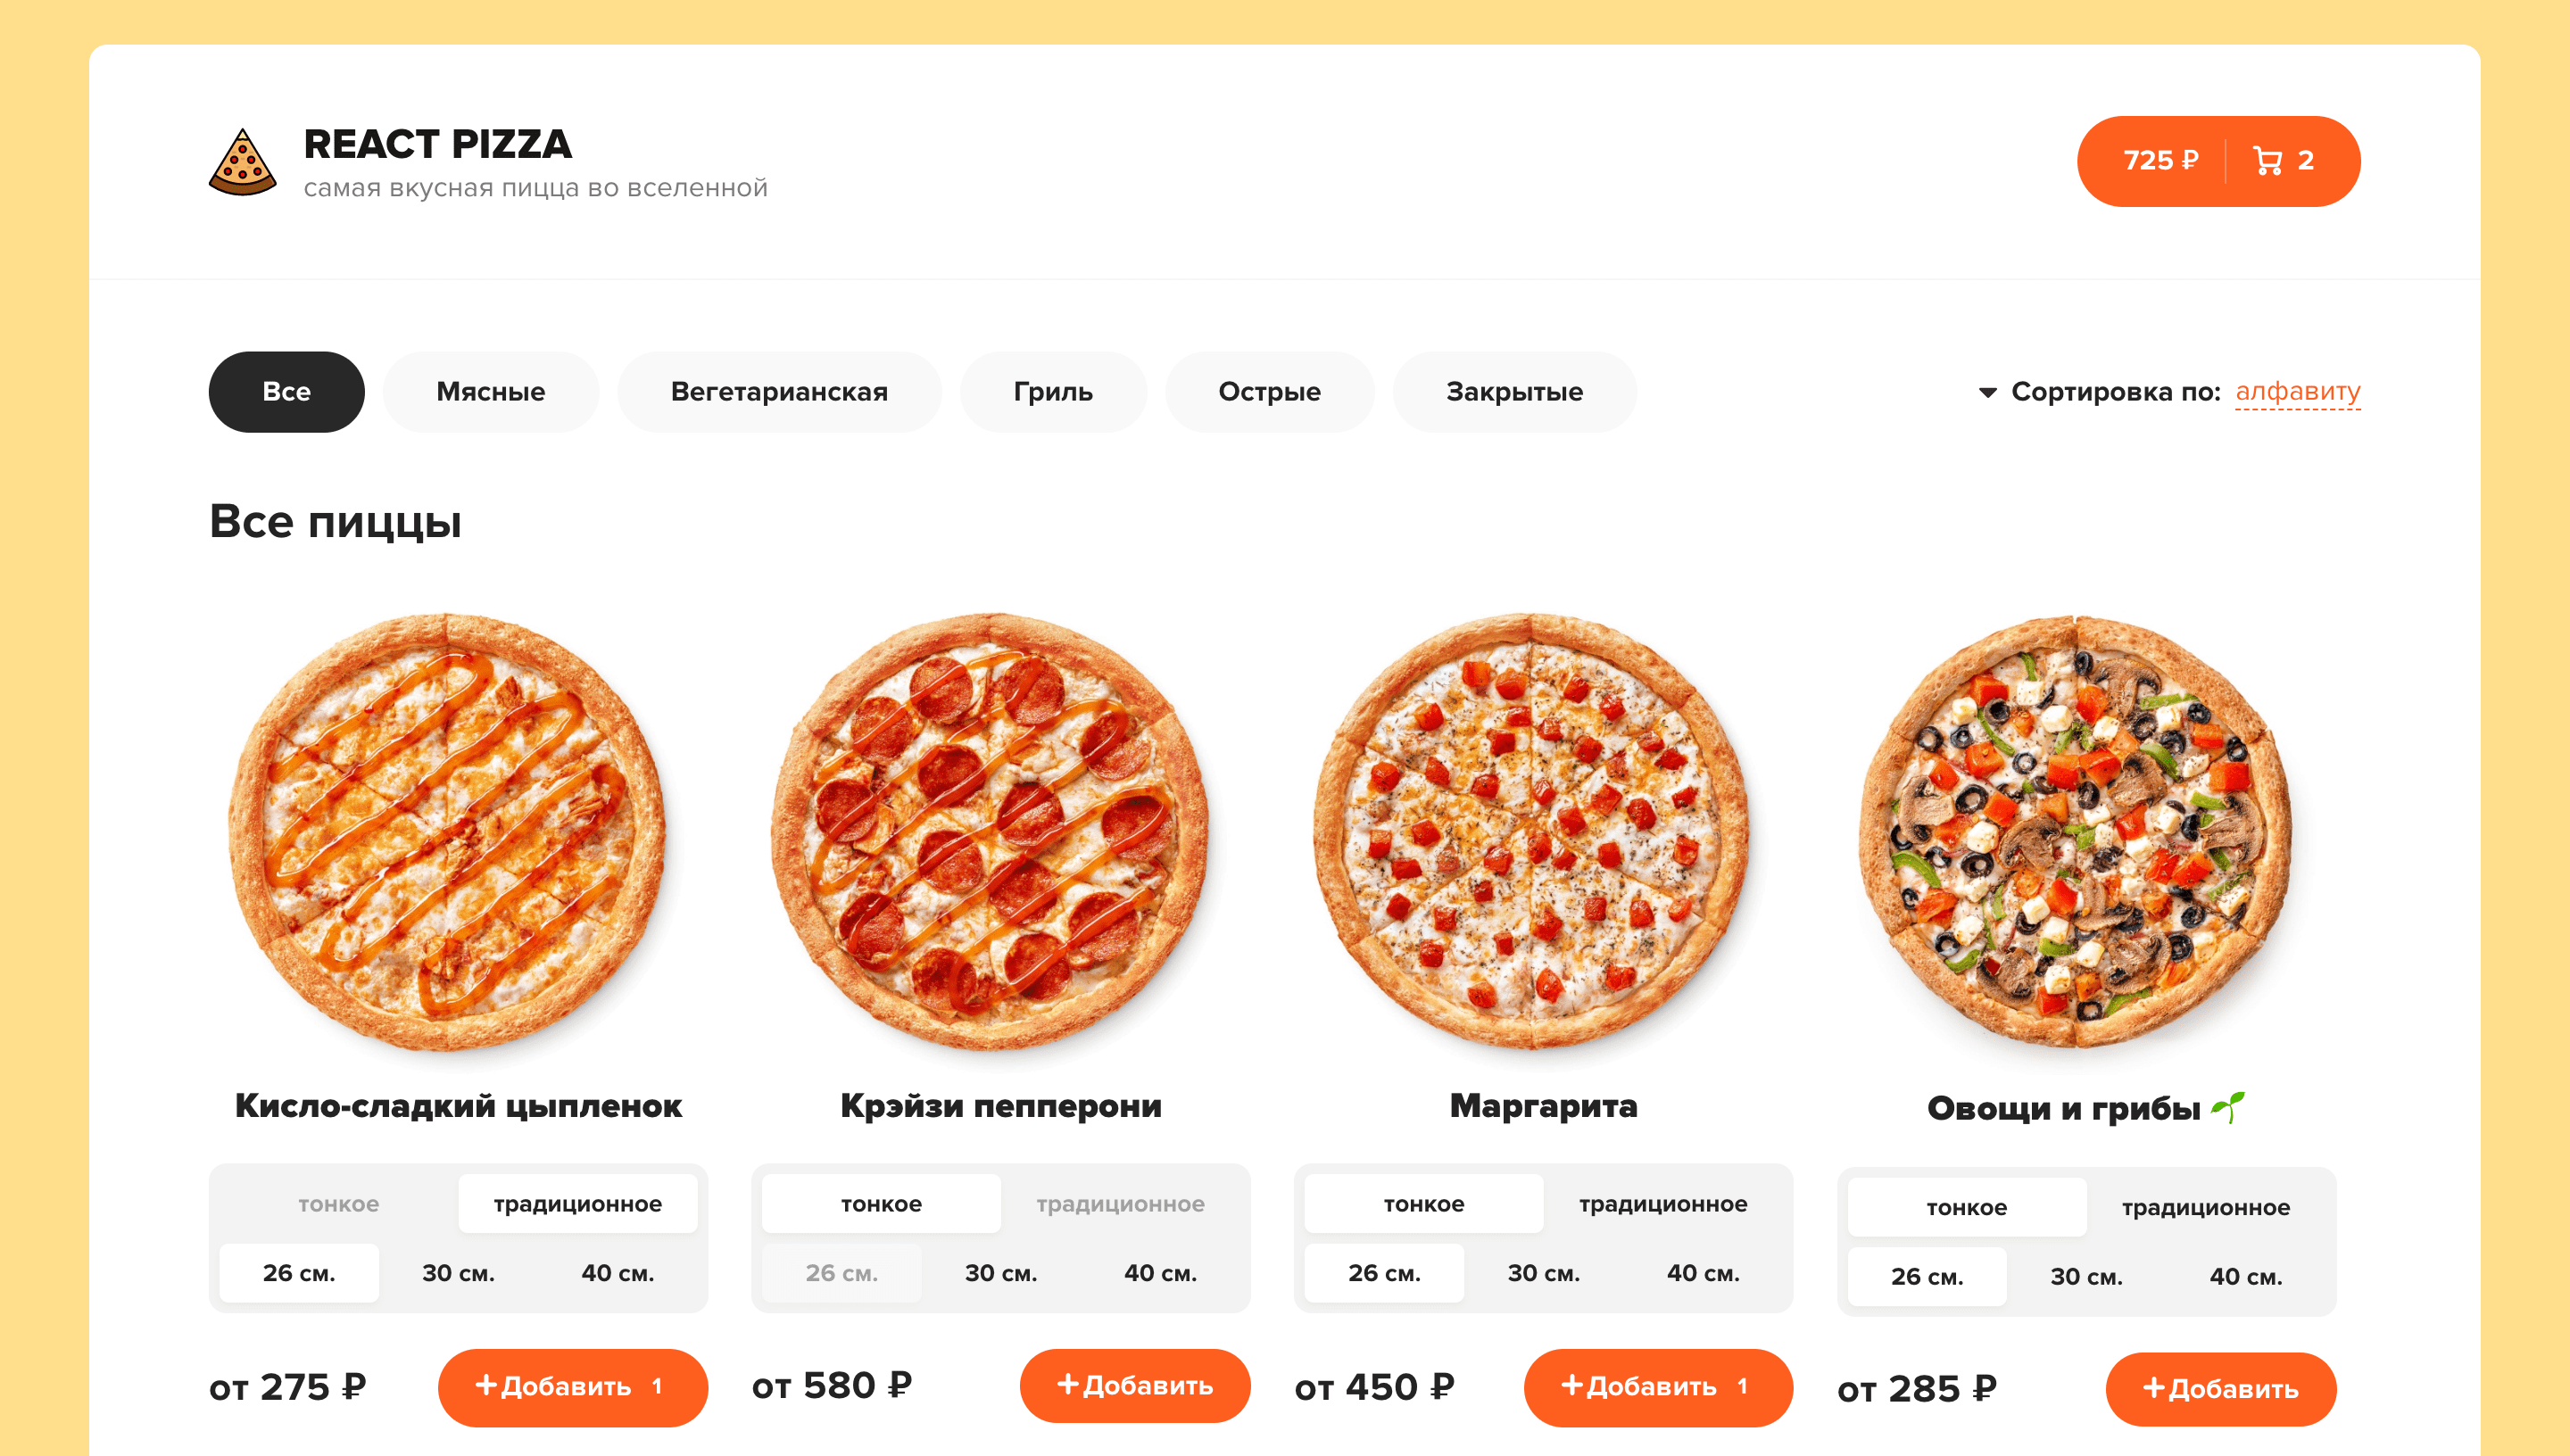 REACT PIZZA
самая вкусная пицца во вселенной
725 ₽ 2
Все Мясные Вегетарианская Гриль Острые Закрытые Сортировка по: алфавиту
Все пиццы
Кисло-сладкий цыпленок
тонкое традиционное
26 см. 30 см. 40 см.
от 275 ₽ +Добавить 1
Крэйзи пепперони
тонкое традиционное
26 см. 30 см. 40 см.
от 580 ₽ +Добавить
Маргарита
тонкое традиционное
26 см. 30 см. 40 см.
от 450 ₽ +Добавить 1
Овощи и грибы
тонкое традиционное
26 см. 30 см. 40 см.
от 285 ₽ +Добавить